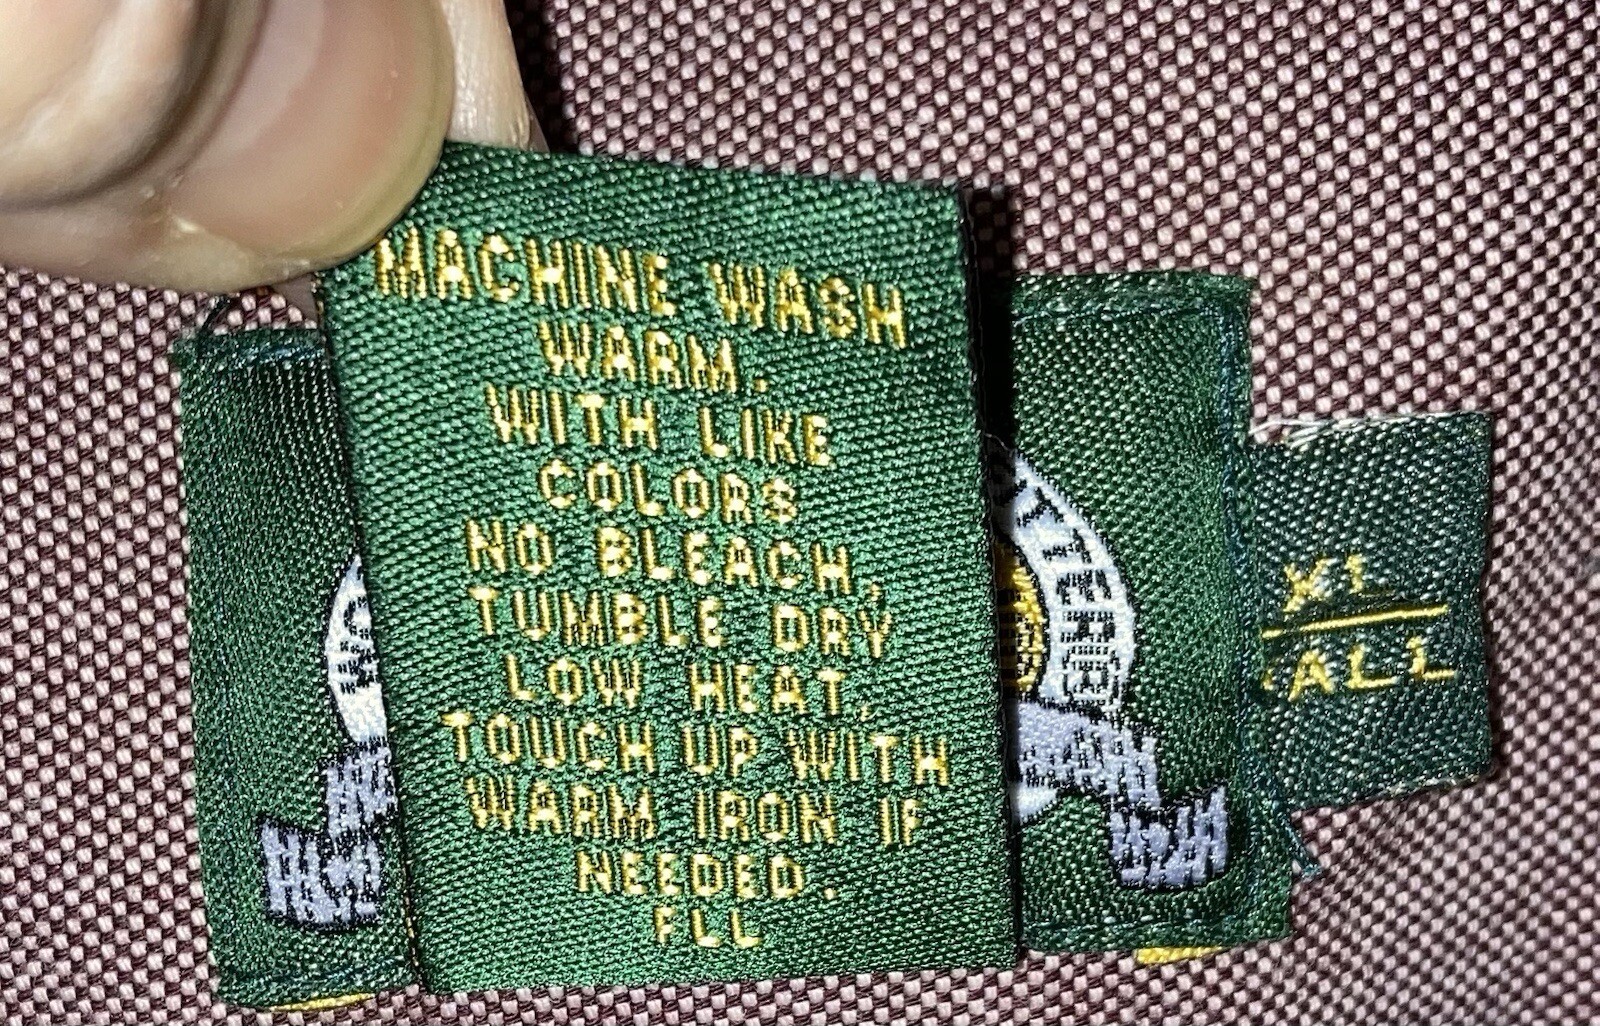 MACHINE WASH
WARM.
WITH LIKE
COLORS
NO BLEACH,
TUMBLE DRY
LOW HEAT,
TOUCH UP WITH
WARM IRON IF
NEEDED.
FLL
XL
ALL